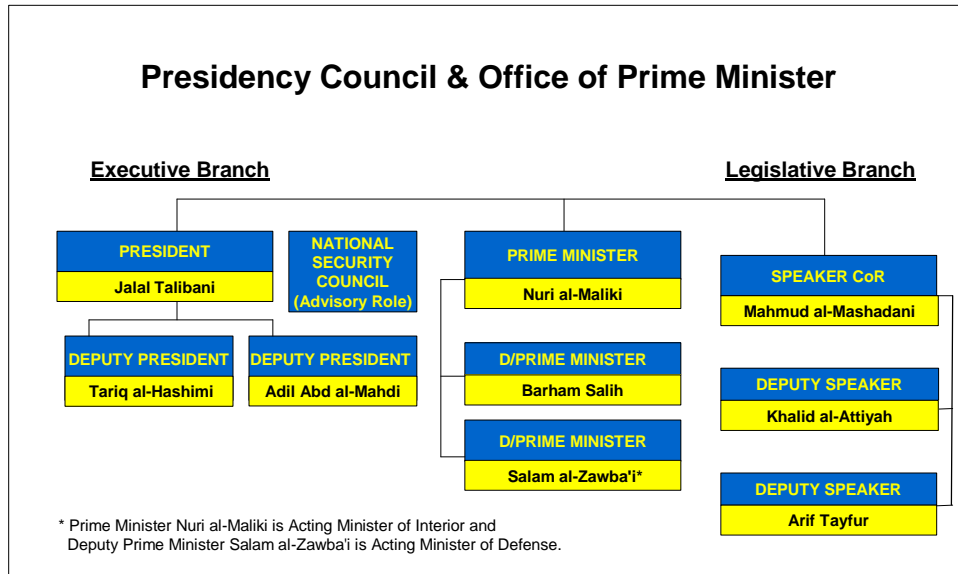 Presidency Council & Office of Prime Minister
Executive Branch
Legislative Branch
PRESIDENT
Jalal Talibani
NATIONAL
SECURITY
COUNCIL
(Advisory Role)
PRIME MINISTER
Nuri al-Maliki
SPEAKER CoR
Mahmud al-Mashadani
DEPUTY PRESIDENT
Tariq al-Hashimi
DEPUTY PRESIDENT
Adil Abd al-Mahdi
D/PRIME MINISTER
Barham Salih
DEPUTY SPEAKER
Khalid al-Attiyah
D/PRIME MINISTER
Salam al-Zawba'i*
DEPUTY SPEAKER
Arif Tayfur
* Prime Minister Nuri al-Maliki is Acting Minister of Interior and
Deputy Prime Minister Salam al-Zawba'i is Acting Minister of Defense.